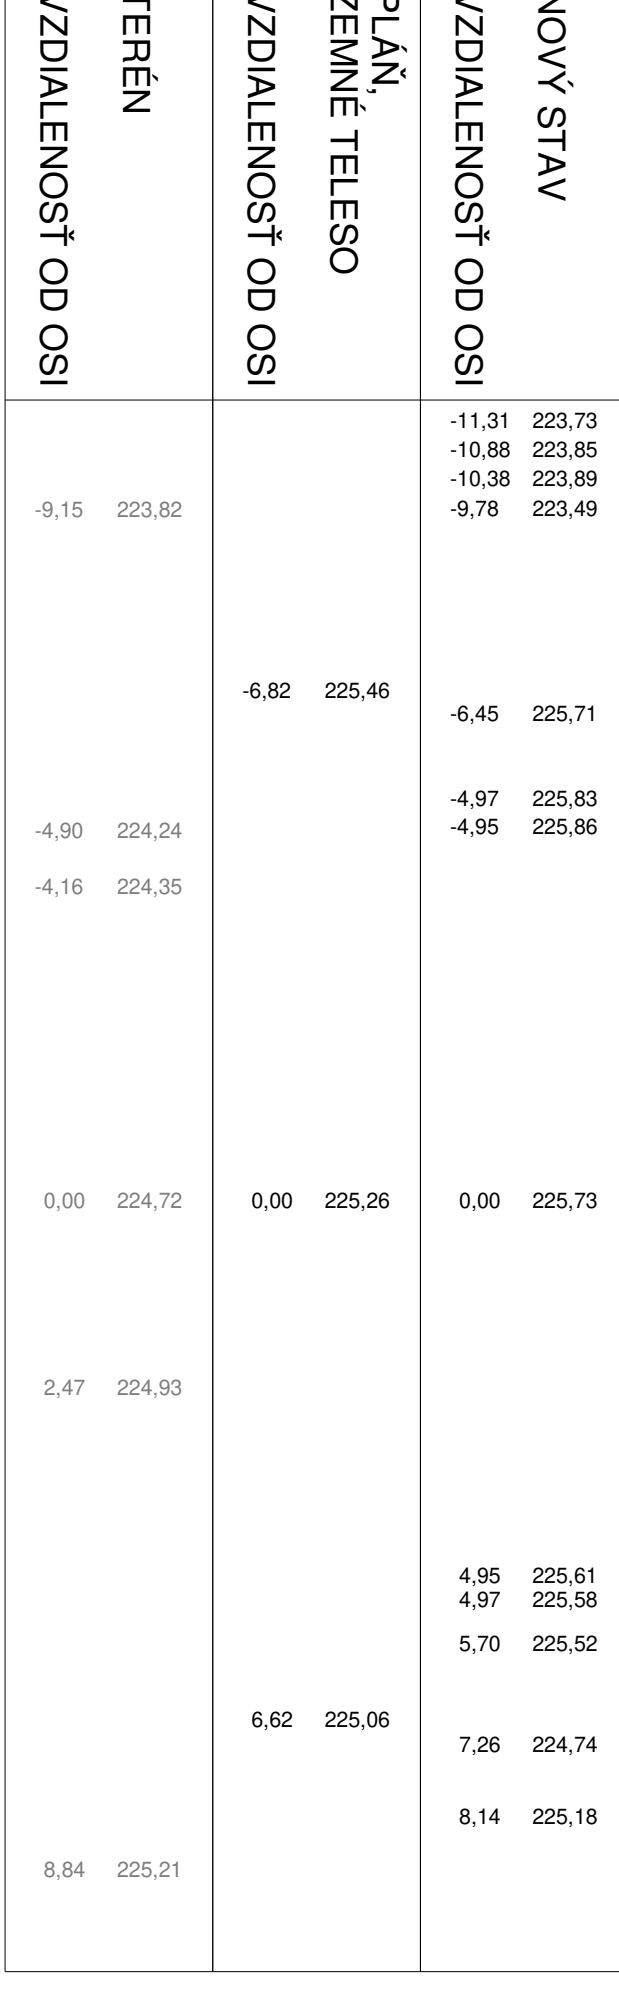 TERÉN
VZDIALENOSŤ OD OSI
PLÁŇ,
ZEMNÉ TELESO
VZDIALENOSŤ OD OSI
NOVÝ STAV
VZDIALENOSŤ OD OSI
-11,31 223,73
-10,88 223,85
-10,38 223,89
-9,15 223,82 -9,78 223,49
-6,82 225,46
-6,45 225,71
-4,97 225,83
-4,90 224,24 -4,95 225,86
-4,16 224,35
0,00 224,72 0,00 225,26 0,00 225,73
2,47 224,93
4,95 225,61
4,97 225,58
5,70 225,52
6,62 225,06
7,26 224,74
8,14 225,18
8,84 225,21